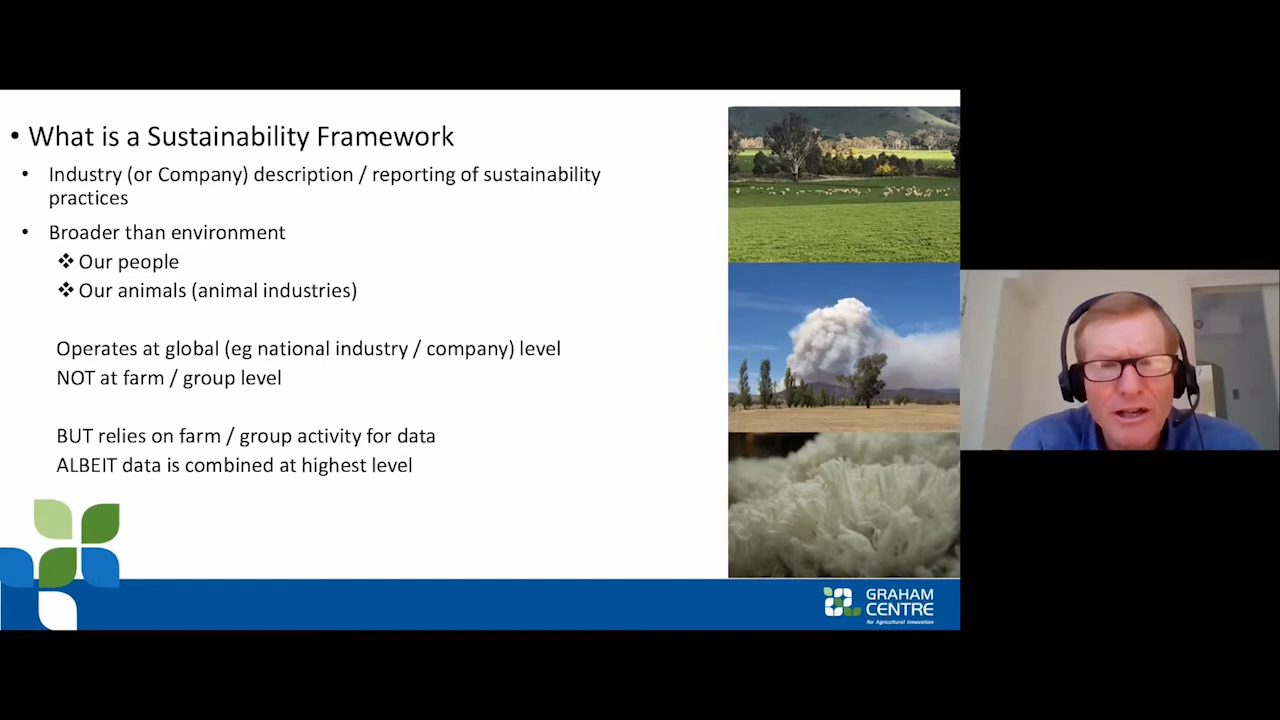 • What is a Sustainability Framework
• Industry (or Company) description / reporting of sustainability
practices
• Broader than environment
❖ Our people
❖ Our animals (animal industries)
Operates at global (eg national industry / company) level
NOT at farm / group level
BUT relies on farm / group activity for data
ALBEIT data is combined at highest level
GRAHAM
CENTRE
for Agricultural Innovation